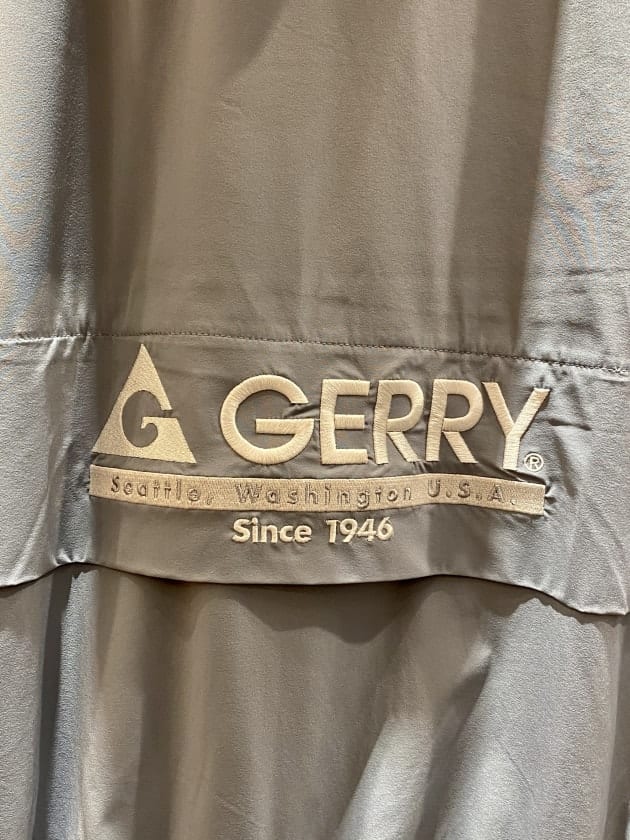 G GERRY®
Seattle, Washington U.S.A.
Since 1946